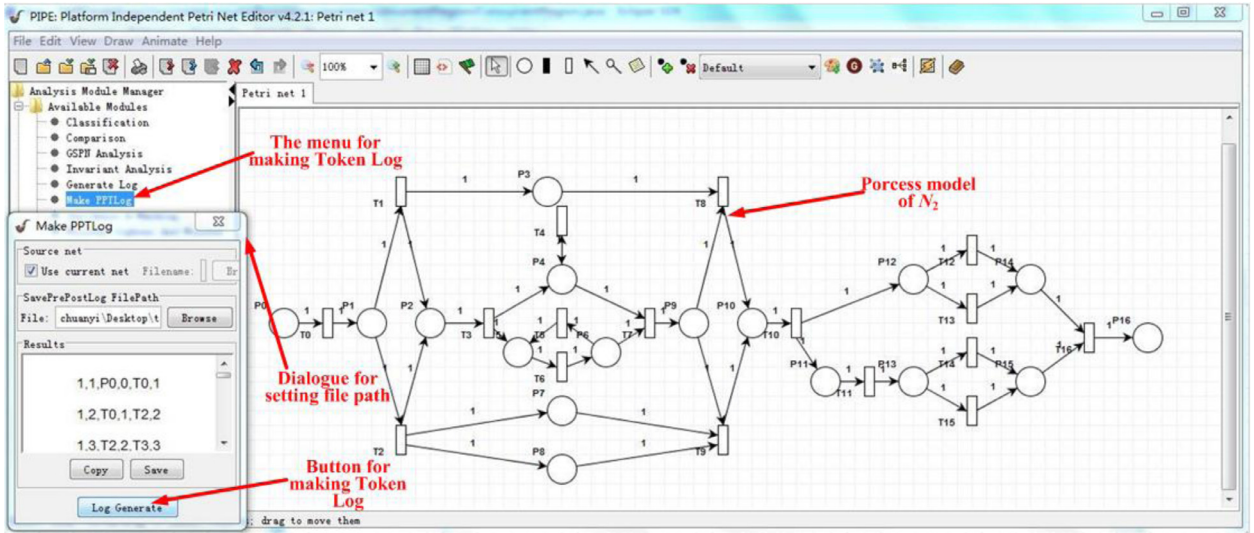 PIPE: Platform Independent Petri Net Editor v4.2.1: Petri net 1
File Edit View Draw Animate Help
100%
Default
Analysis Module Manager
Available Modules
Classification
Comparison
GSPN Analysis
Invariant Analysis
Generate Log
Make PPTLog
Petri net 1
The menu for
making Token Log
Porcess model
of N2
Make PPTLog
Source net
Use current net Filename: Br
SavePrePostLog FilePath
File: chuanyi\Desktop\t Browse
Results
1,1,P0,0,T0,1
1,2,T0,1,T2,2
1,3,T2,2,T3,3
Copy Save
Log Generate
Dialogue for
setting file path
Button for
making Token
Log
P3
T1
T8
T4
P4
P12
T12
P14
P0
P1
P2
P9
P10
T13
T0
T3
T5
P6
T7
T10
P16
T16
T6
P11
P13
T14
P15
T11
P7
T15
T2
P8
T9
; drag to move them